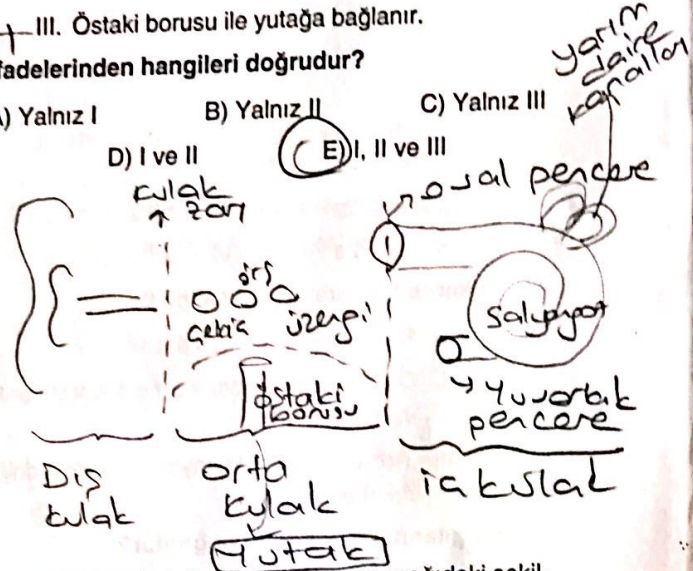 + III. Östaki borusu ile yutağa bağlanır.
fadelerinden hangileri doğrudur?
) Yalnız I
B) Yalnız II
C) Yalnız III
D) I ve II
E) I, II ve III
yarım
daire
kanalları
kulak
zarı
oval pencere
örs
çekiç
üzengi
salyangoz
östaki
borusu
yuvarlak
pencere
Dış
kulak
orta
kulak
iç kulak
Yutak